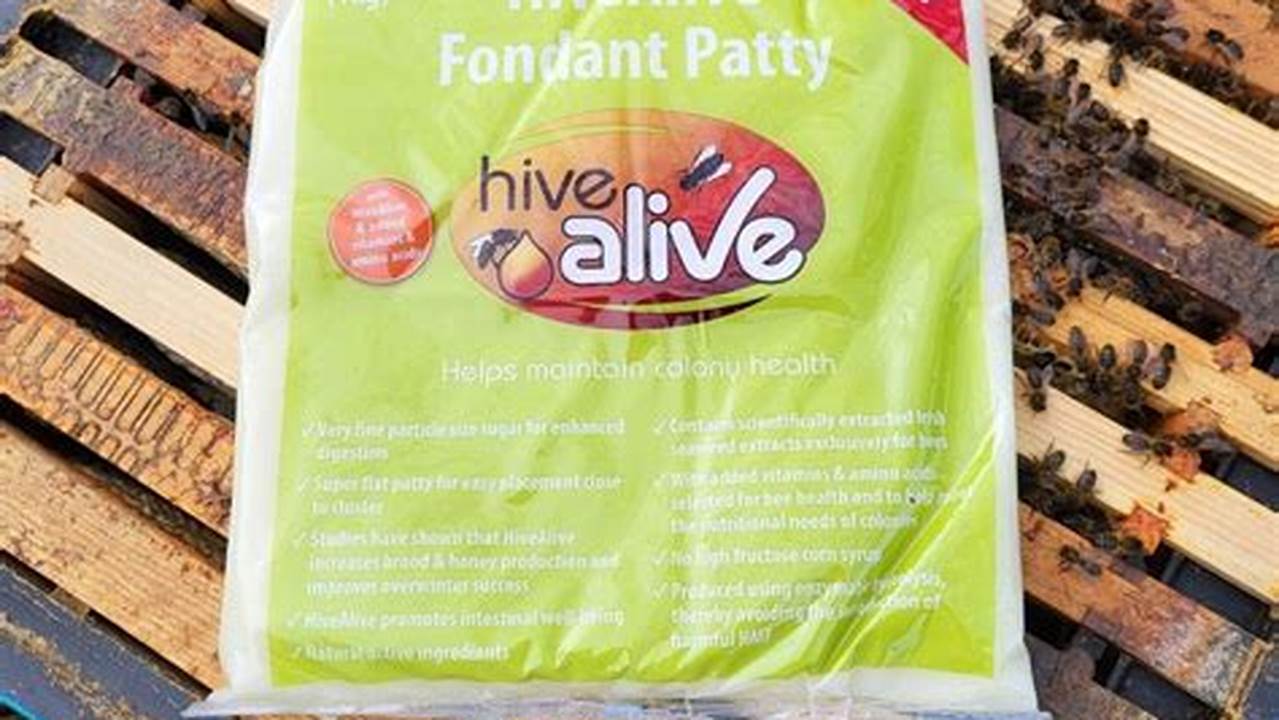 Fondant Patty
hive
alive
& added
vitamins &
amino acids
Helps maintain colony health
✓ Very fine particle size sugar for enhanced
digestion
✓ Super flat patty for easy placement close
to cluster
✓ Studies have shown that HiveAlive
increases brood & honey production and
improves overwinter success
✓ HiveAlive promotes intestinal well-being
✓ Natural active ingredients
✓ Contains scientifically extracted Irish
seaweed extracts exclusively for bees
✓ With added vitamins & amino acids
selected for bee health and to help meet
the nutritional needs of colonies
✓ No high fructose corn syrup
✓ Produced using enzymatic hydrolysis,
thereby avoiding the production of
harmful HMF